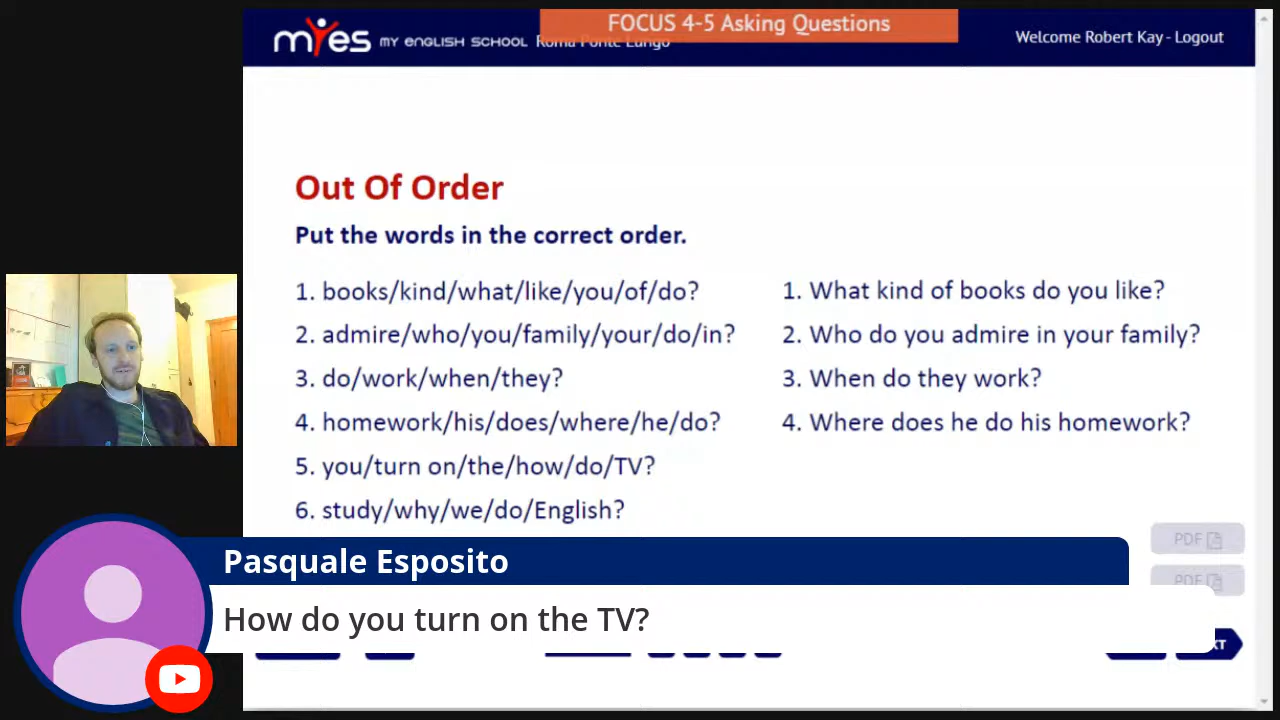 FOCUS 4-5 Asking Questions
myes MY ENGLISH SCHOOL Roma Ponte Lungo
Welcome Robert Kay - Logout
Out Of Order
Put the words in the correct order.
1. books/kind/what/like/you/of/do?
1. What kind of books do you like?
2. admire/who/you/family/your/do/in?
2. Who do you admire in your family?
3. do/work/when/they?
3. When do they work?
4. homework/his/does/where/he/do?
4. Where does he do his homework?
5. you/turn on/the/how/do/TV?
6. study/why/we/do/English?
PDF
PDF
Pasquale Esposito
How do you turn on the TV?